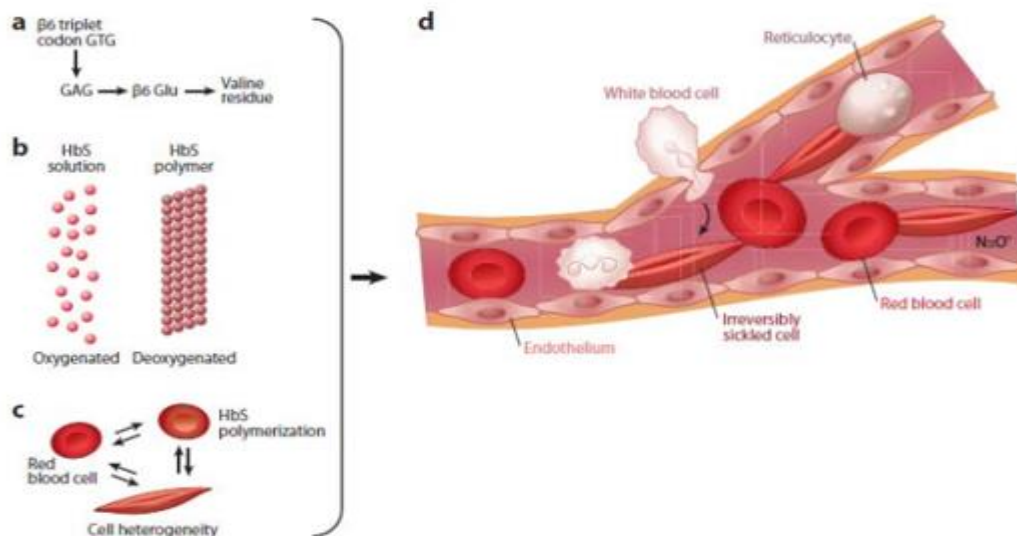 a
β6 triplet
codon GTG
GAG
β6 Glu
Valine
residue
b
HbS
solution
HbS
polymer
Oxygenated
Deoxygenated
c
HbS
polymerization
Red
blood cell
Cell heterogeneity
d
Reticulocyte
White blood cell
N=O°
Red blood cell
Irreversibly
sickled cell
Endothelium